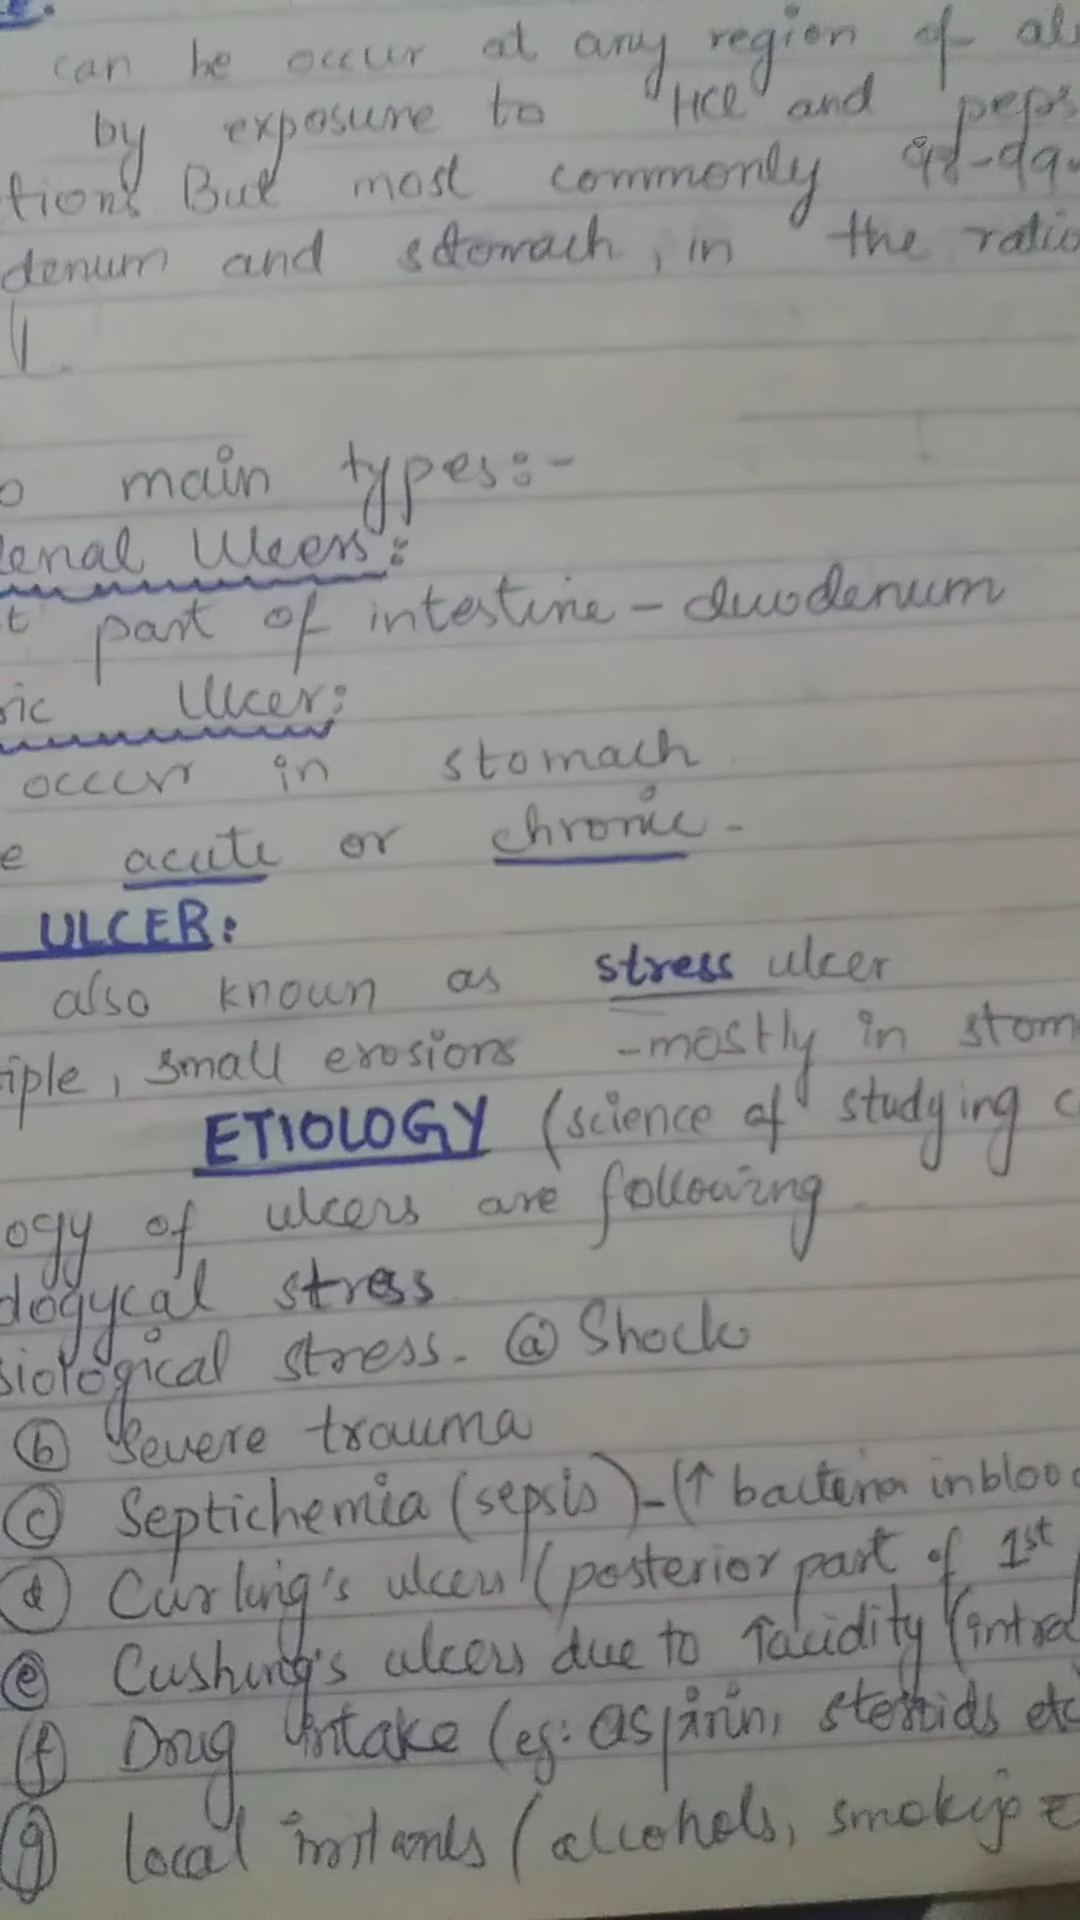 can be occur at any region of al
by exposure to HCl and peps
tions But most commonly 98-99
denum and stomach, in the ratio
1.
o main types:-
enal Ulcers:
t part of intestine - duodenum
ric Ulcer:
occur in stomach
e acute or chronic -
ULCER:
also known as stress ulcer
iple, small erosions - mostly in stom
ETIOLOGY (science of studying c
ogy of ulcers are following
dogycal stress
siological stress. ⓐ Shock
ⓑ Severe trauma
ⓒ Septichemia (sepsis) - (↑ bacteria in blood
ⓓ Curling's ulcers (posterior part of 1st
ⓔ Cushing's ulcers due to ↑acidity (intra
ⓕ Drug intake (eg: aspirin, steroids etc
ⓖ local irritants (alcohols, smoking